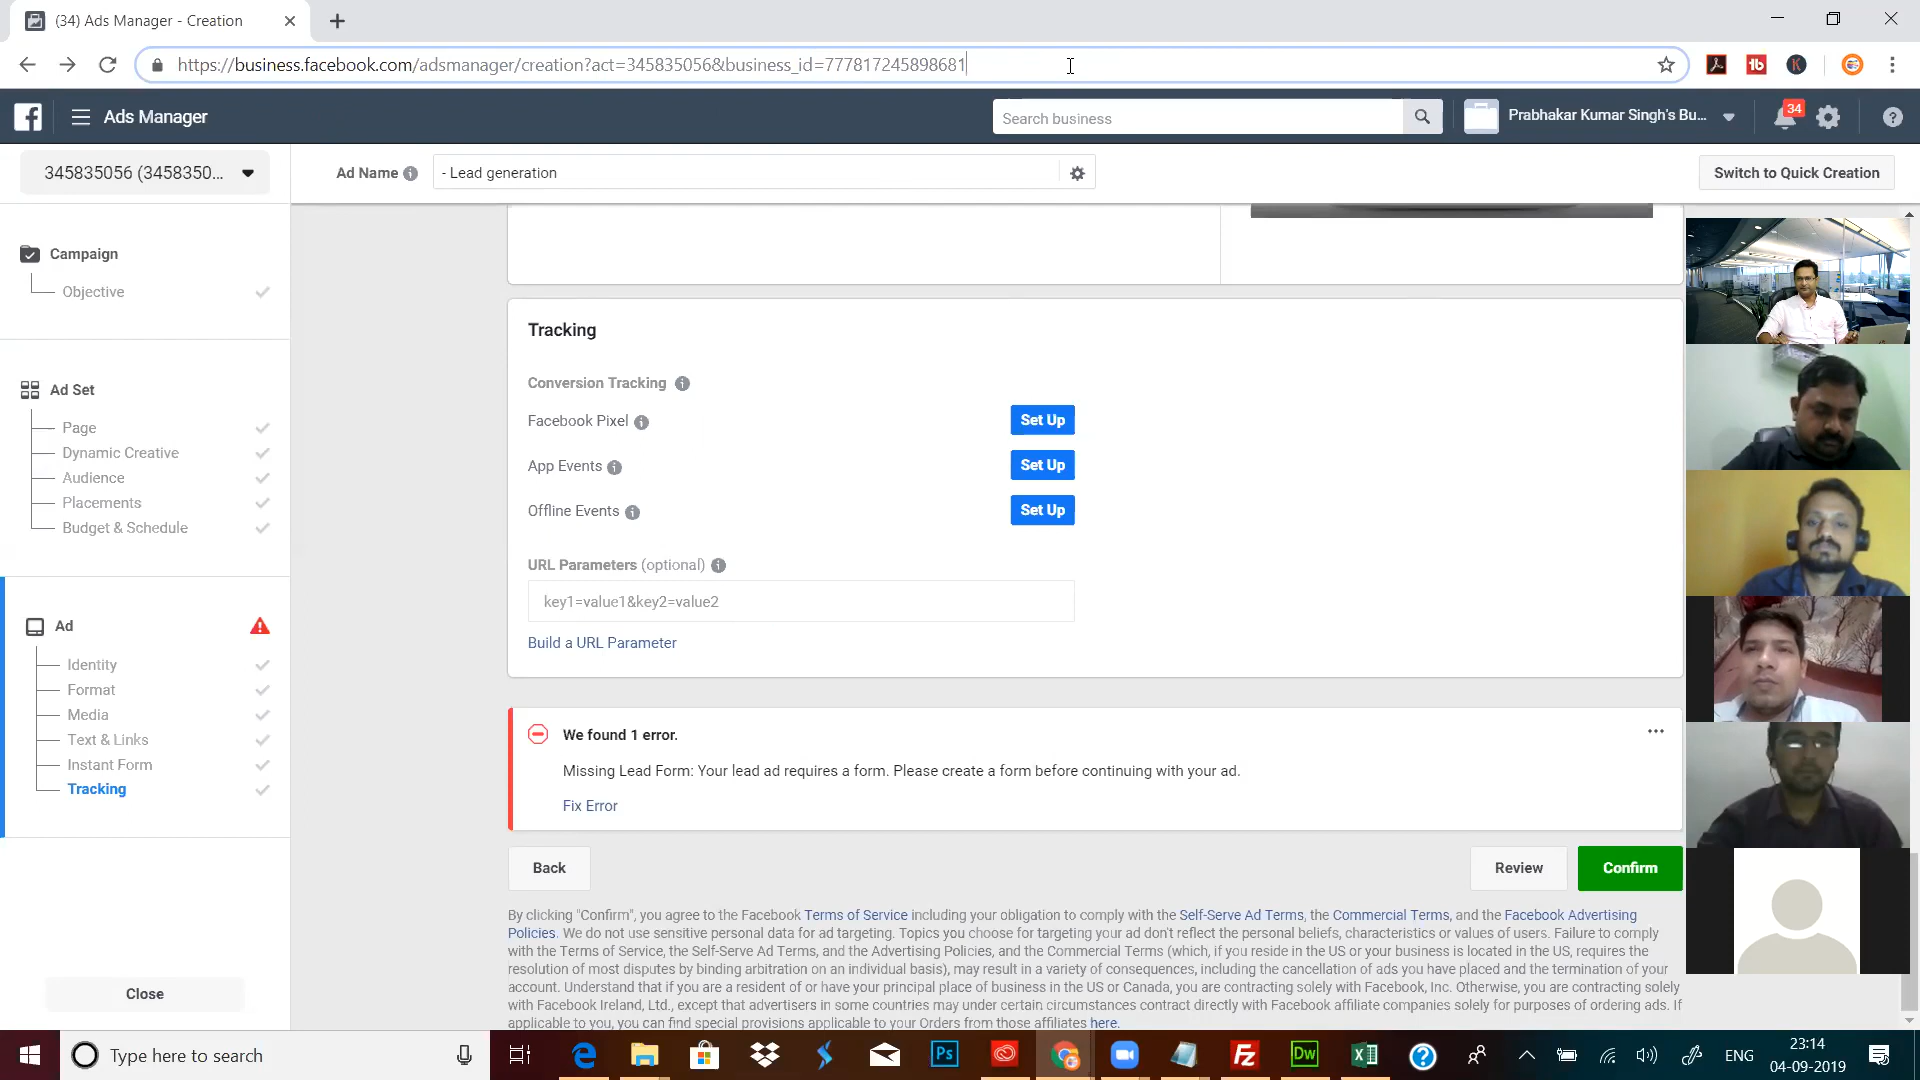 (34) Ads Manager - Creation
https://business.facebook.com/adsmanager/creation?act=345835056&business_id=777817245898681
Ads Manager
Search business
Prabhakar Kumar Singh's Bu...
34
345835056 (3458350...
Ad Name
- Lead generation
Switch to Quick Creation
Campaign
Objective
Ad Set
Page
Dynamic Creative
Audience
Placements
Budget & Schedule
Ad
Identity
Format
Media
Text & Links
Instant Form
Tracking
Close
Tracking
Conversion Tracking
Facebook Pixel
Set Up
App Events
Set Up
Offline Events
Set Up
URL Parameters (optional)
key1=value1&key2=value2
Build a URL Parameter
We found 1 error.
Missing Lead Form: Your lead ad requires a form. Please create a form before continuing with your ad.
Fix Error
Back
Review
Confirm
By clicking "Confirm", you agree to the Facebook Terms of Service including your obligation to comply with the Self-Serve Ad Terms, the Commercial Terms, and the Facebook Advertising
Policies. We do not use sensitive personal data for ad targeting. Topics you choose for targeting your ad don't reflect the personal beliefs, characteristics or values of users. Failure to comply
with the Terms of Service, the Self-Serve Ad Terms, and the Advertising Policies, and the Commercial Terms (which, if you reside in the US or your business is located in the US, requires the
resolution of most disputes by binding arbitration on an individual basis), may result in a variety of consequences, including the cancellation of ads you have placed and the termination of your
account. Understand that if you are a resident of or have your principal place of business in the US or Canada, you are contracting solely with Facebook, Inc. Otherwise, you are contracting solely
with Facebook Ireland, Ltd., except that advertisers in some countries may under certain circumstances contract directly with Facebook affiliate companies solely for purposes of ordering ads. If
applicable to you, you can find special provisions applicable to your Orders from those affiliates here.
Type here to search
Ps
Dw
ENG
23:14
04-09-2019